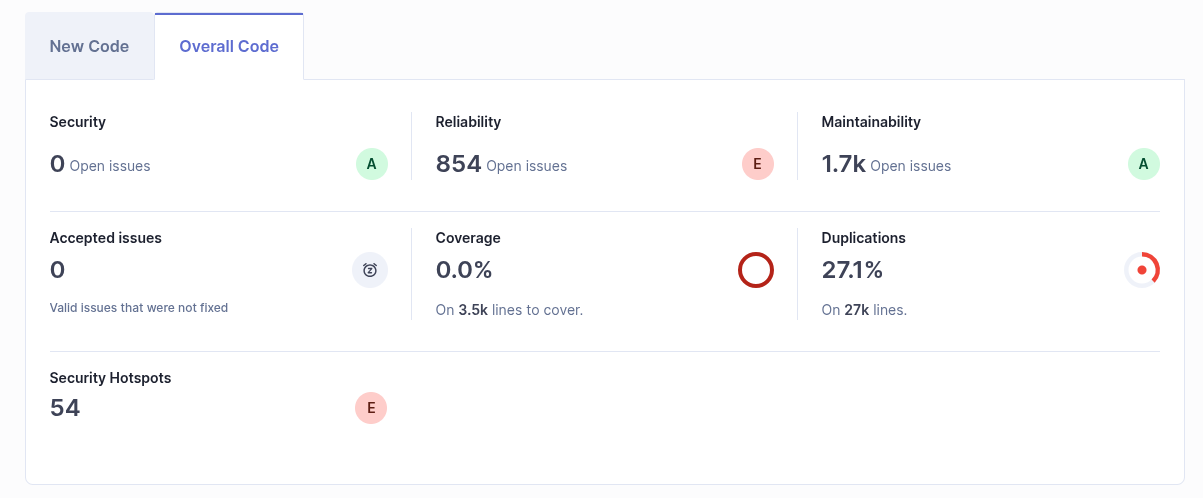 New Code
Overall Code
Security
Reliability
Maintainability
0 Open issues
A
854 Open issues
E
1.7k Open issues
A
Accepted issues
Coverage
Duplications
0
z
0.0%
27.1%
Valid issues that were not fixed
On 3.5k lines to cover.
On 27k lines.
Security Hotspots
54
E